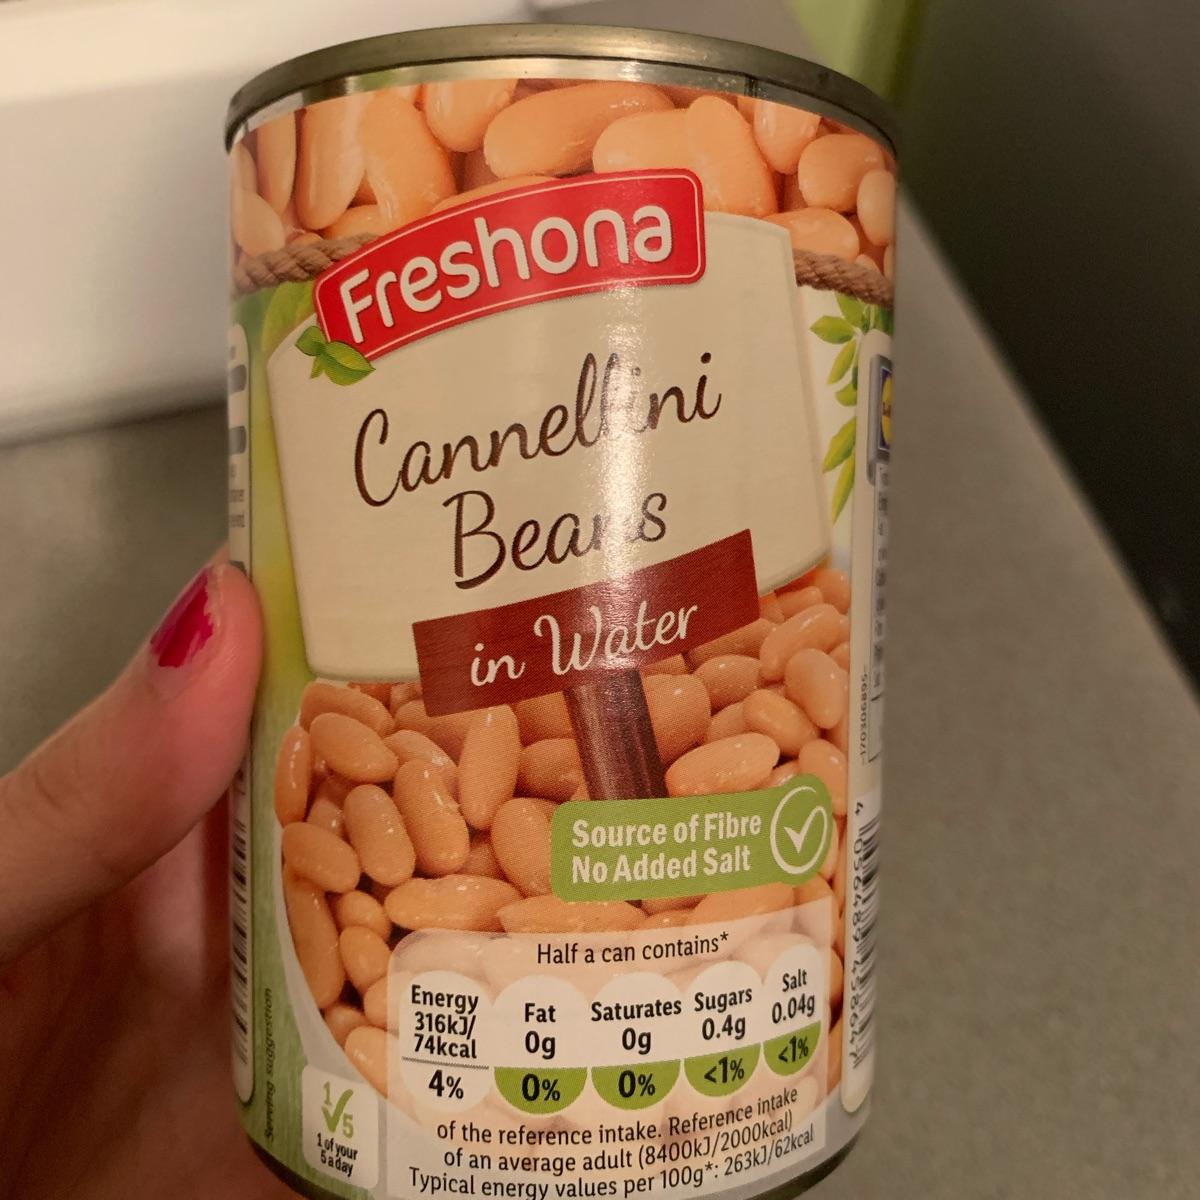 Freshona
Cannellini
Beans
in Water
Source of Fibre
No Added Salt
Half a can contains*
Energy
316kJ/
74kcal
4%
Fat
0g
0%
Saturates
0g
0%
Sugars
0.4g
<1%
Salt
0.04g
<1%
of the reference intake. Reference intake
of an average adult (8400kJ/2000kcal)
Typical energy values per 100g*: 263kJ/62kcal
1/5
1 of your
5 a day
Serving suggestion